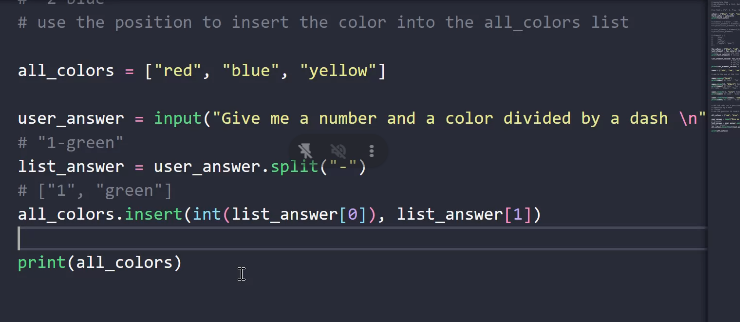 # "2-blue"
# use the position to insert the color into the all_colors list
all_colors = ["red", "blue", "yellow"]
user_answer = input("Give me a number and a color divided by a dash \n"
# "1-green"
list_answer = user_answer.split("-")
# ["1", "green"]
all_colors.insert(int(list_answer[0]), list_answer[1])
print(all_colors)